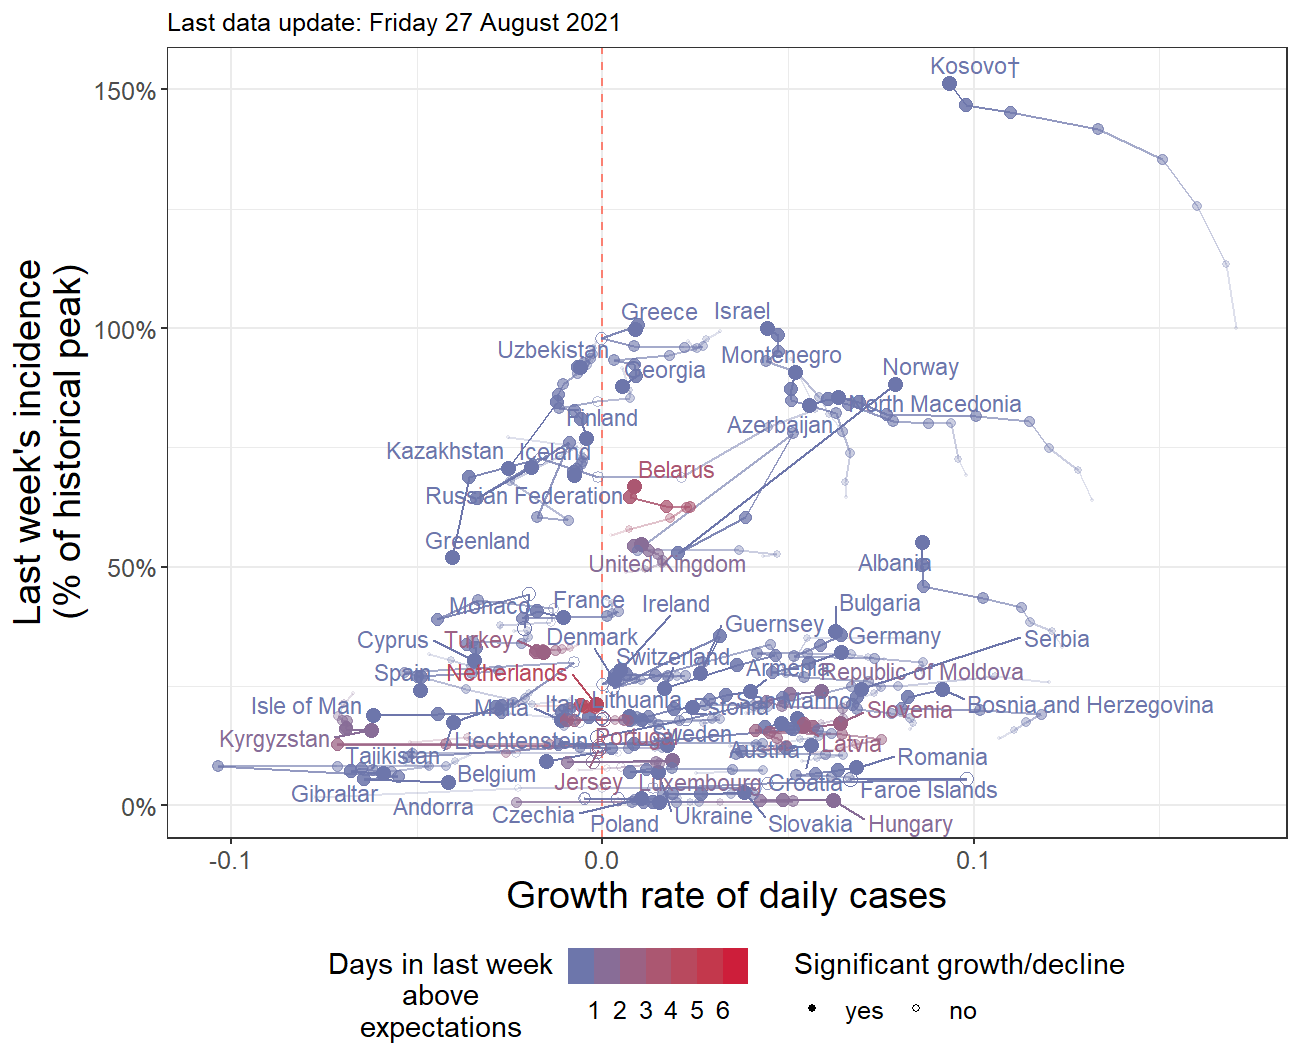 Last data update: Friday 27 August 2021
Last week's incidence
(% of historical peak)
150%
100%
50%
0%
Kosovo†
Greece
Israel
Uzbekistan
Montenegro
Georgia
Norway
North Macedonia
Finland
Azerbaijan
Kazakhstan
Iceland
Belarus
Russian Federation
Greenland
United Kingdom
Albania
Monaco
France
Ireland
Bulgaria
Guernsey
Cyprus
Turkey
Denmark
Germany
Serbia
Switzerland
Spain
Netherlands
Armenia
Republic of Moldova
Isle of Man
Malta
Italy
Lithuania
Estonia
San Marino
Slovenia
Bosnia and Herzegovina
Kyrgyzstan
Liechtenstein
Portugal
Sweden
Tajikistan
Austria
Latvia
Romania
Belgium
Jersey
Luxembourg
Croatia
Faroe Islands
Gibraltar
Andorra
Czechia
Poland
Ukraine
Slovakia
Hungary
-0.1
0.0
0.1
Growth rate of daily cases
Days in last week
above
expectations
1 2 3 4 5 6
Significant growth/decline
yes
no